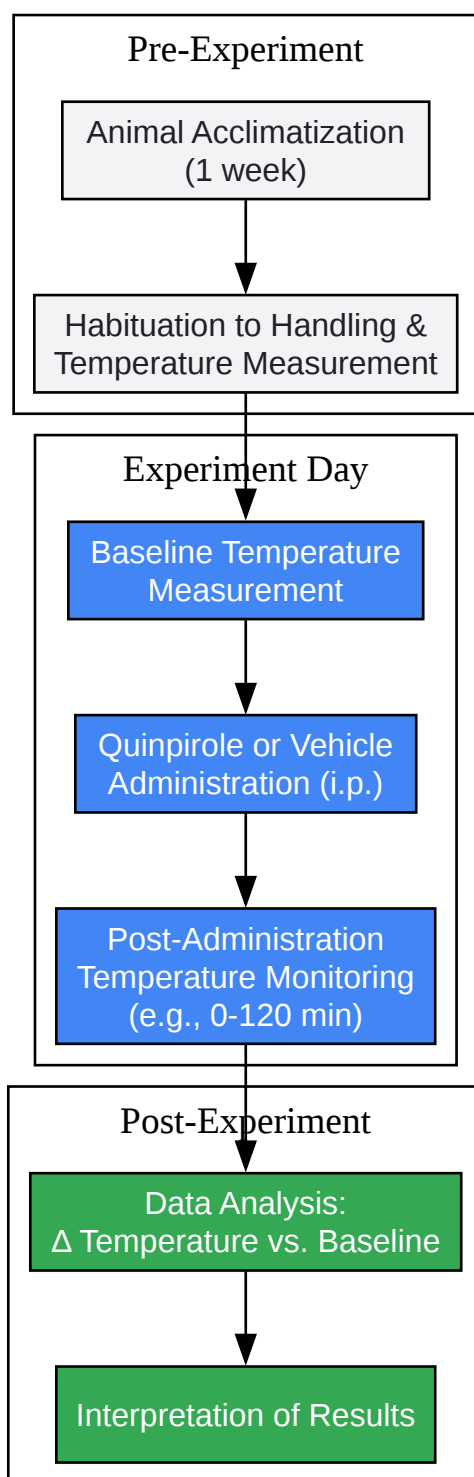 Pre-Experiment
Animal Acclimatization
(1 week)
Habituation to Handling &
Temperature Measurement
Experiment Day
Baseline Temperature
Measurement
Quinpirole or Vehicle
Administration (i.p.)
Post-Administration
Temperature Monitoring
(e.g., 0-120 min)
Post-Experiment
Data Analysis:
Δ Temperature vs. Baseline
Interpretation of Results